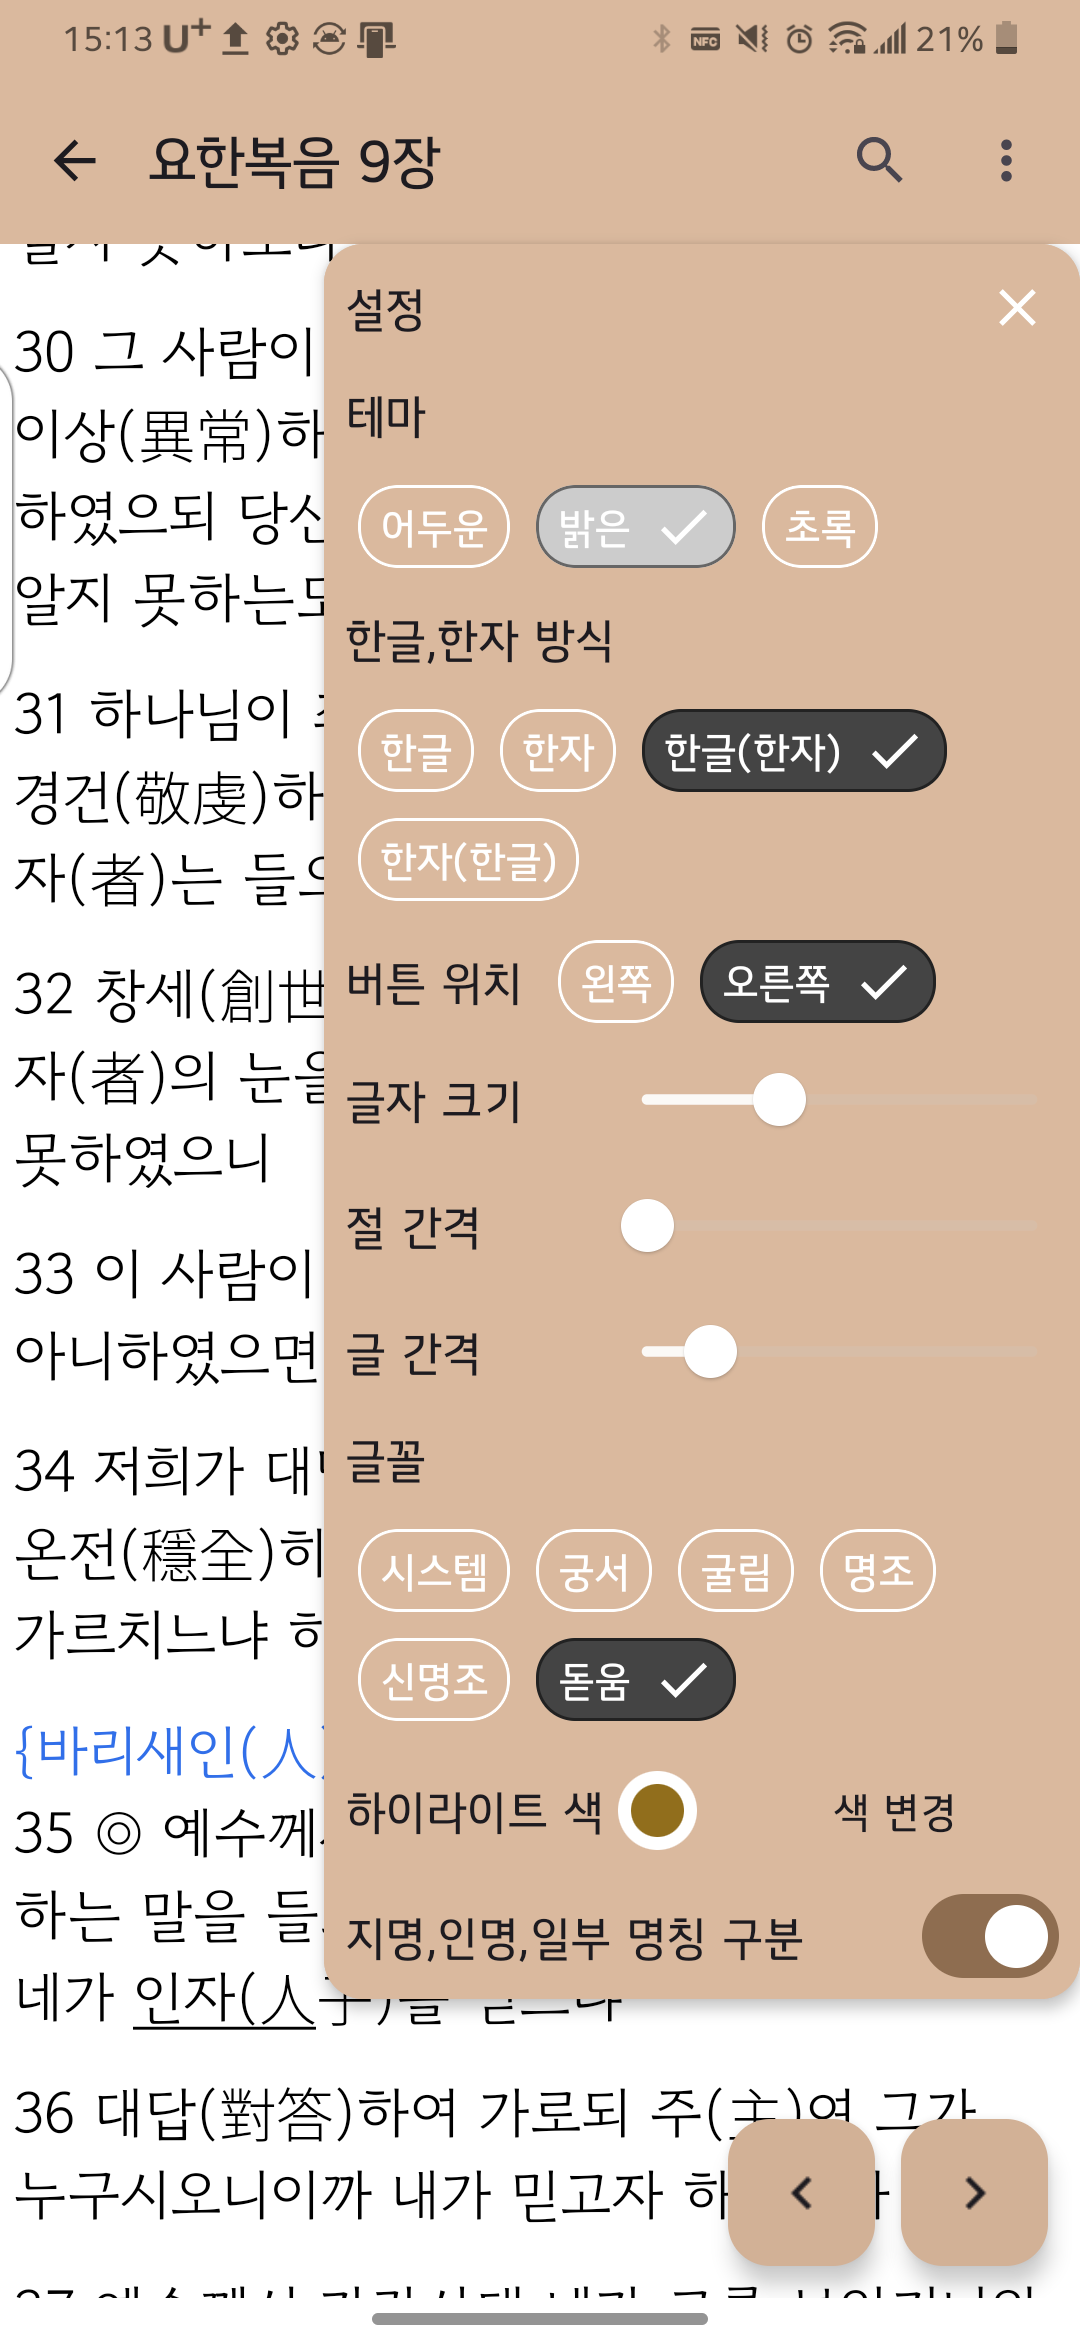 15:13 U+ NFC 21%
요한복음 9장
설정
테마
어두운 밝은 초록
한글,한자 방식
한글 한자 한글(한자)
한자(한글)
버튼 위치 왼쪽 오른쪽
글자 크기
절 간격
글 간격
글꼴
시스템 궁서 굴림 명조
신명조 돋움
하이라이트 색 색 변경
지명,인명,일부 명칭 구분
30 그 사람이
이상(異常)하
하였으되 당신
알지 못하는도
31 하나님이
경건(敬虔)하
자(者)는 들으
32 창세(創世
자(者)의 눈을
못하였으니
33 이 사람이
아니하였으면
34 저희가 대
온전(穩全)히
가르치느냐 하
{바리새인(人)
35 ◎ 예수께서
하는 말을 들
네가 인자(人子)를 믿느냐
36 대답(對答)하여 가로되 주(主)여 그가
누구시오니이까 내가 믿고자 하